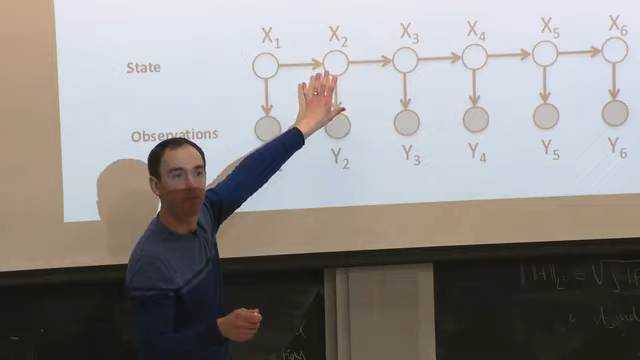 X₁ X₂ X₃ X₄ X₅ X₆
State
Observations
Y₂ Y₃ Y₄ Y₅ Y₆